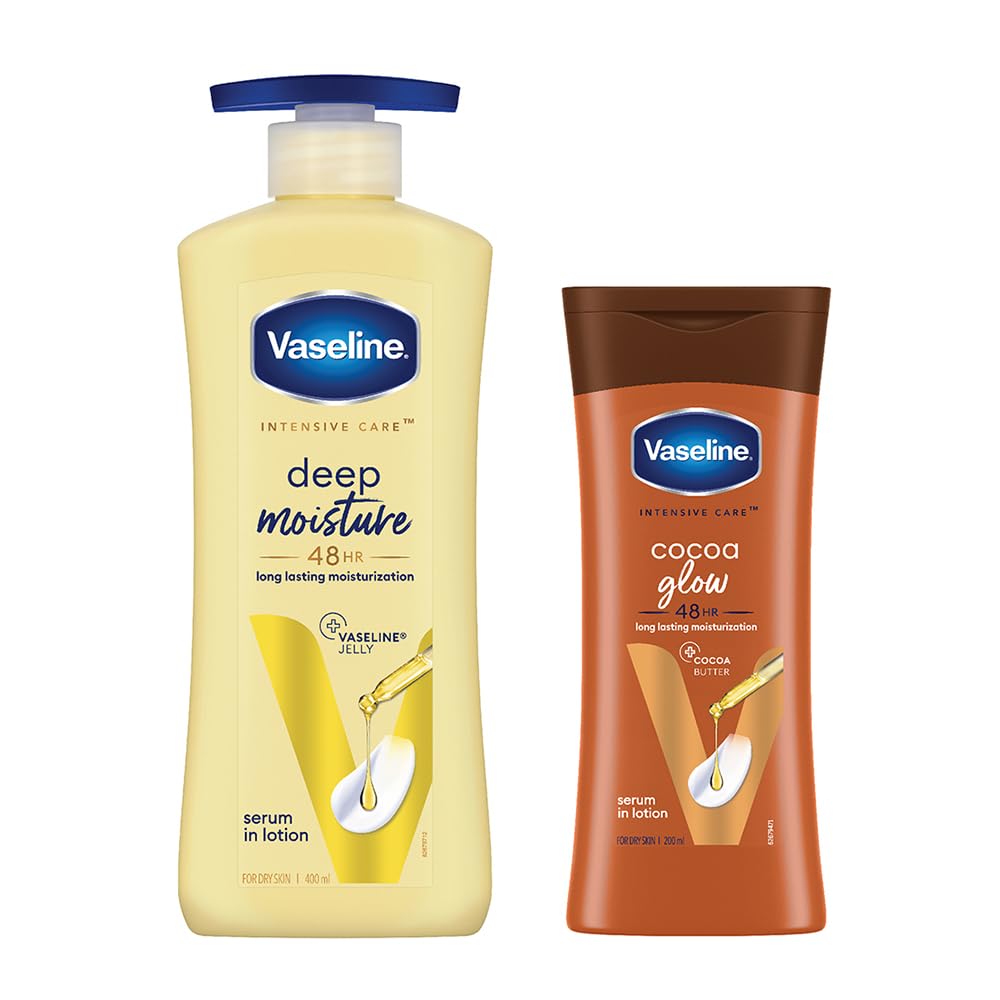 Vaseline®
INTENSIVE CARE™
deep
moisture
48 HR
long lasting moisturization
VASELINE®
JELLY
serum
in lotion
FOR DRY SKIN | 400 ml
Vaseline®
INTENSIVE CARE™
cocoa
glow
48 HR
long lasting moisturization
COCOA
BUTTER
serum
in lotion
FOR DRY SKIN | 200 ml